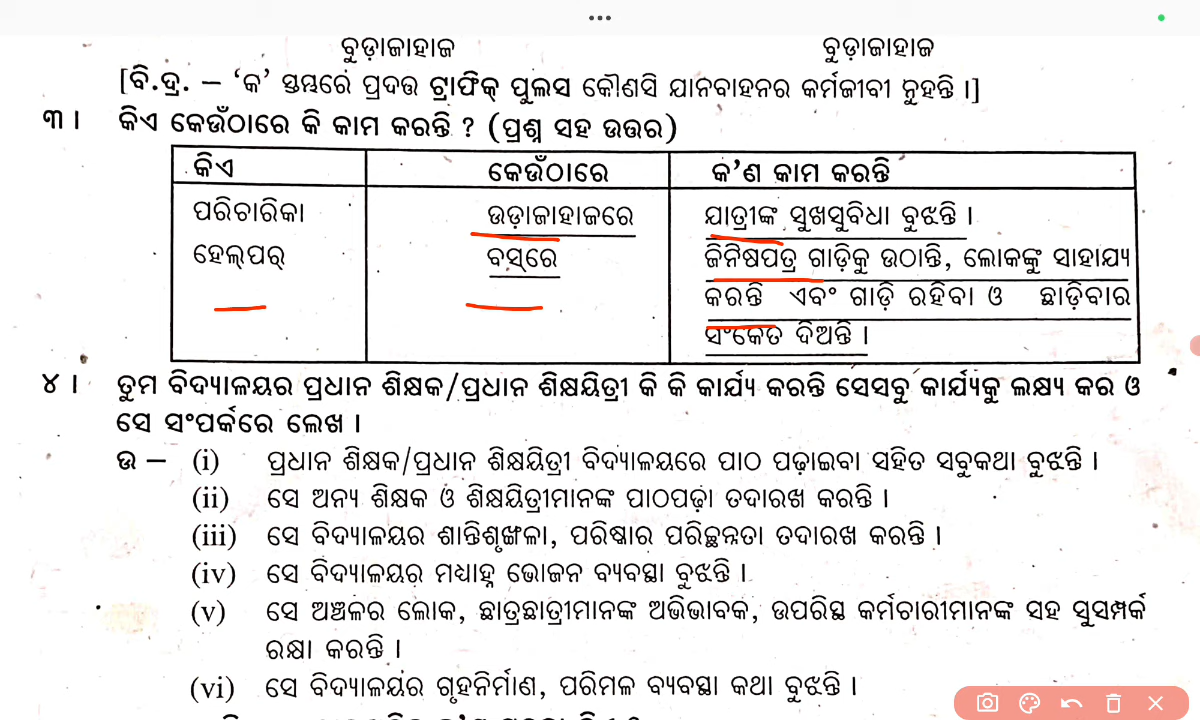 •••
ବୁଡ଼ାଜାହାଜ ବୁଡ଼ାଜାହାଜ
[ବି.ଦ୍ର. – ‘କ’ ସ୍ତମ୍ଭରେ ପ୍ରଦତ୍ତ ଟ୍ରାଫିକ୍ ପୁଲସ କୌଣସି ଯାନବାହନର କର୍ମଜୀବୀ ନୁହନ୍ତି ।]
୩ । କିଏ କେଉଁଠାରେ କି କାମ କରନ୍ତି ? (ପ୍ରଶ୍ନ ସହ ଉତ୍ତର)
କିଏ କେଉଁଠାରେ କ’ଣ କାମ କରନ୍ତି
ପରିଚାରିକା ଉଡ଼ାଜାହାଜରେ ଯାତ୍ରୀଙ୍କ ସୁଖସୁବିଧା ବୁଝନ୍ତି ।
ହେଲ୍‌ପର୍ ବସ୍‌ରେ ଜିନିଷପତ୍ର ଗାଡ଼ିକୁ ଉଠାନ୍ତି, ଲୋକଙ୍କୁ ସାହାଯ୍ୟ
କରନ୍ତି ଏବଂ ଗାଡ଼ି ରହିବା ଓ ଛାଡ଼ିବାର
ସଂକେତ ଦିଅନ୍ତି ।
୪ । ତୁମ ବିଦ୍ୟାଳୟର ପ୍ରଧାନ ଶିକ୍ଷକ/ପ୍ରଧାନ ଶିକ୍ଷୟିତ୍ରୀ କି କି କାର୍ଯ୍ୟ କରନ୍ତି ସେସବୁ କାର୍ଯ୍ୟକୁ ଲକ୍ଷ୍ୟ କର ଓ
ସେ ସଂପର୍କରେ ଲେଖ ।
ଉ – (i) ପ୍ରଧାନ ଶିକ୍ଷକ/ପ୍ରଧାନ ଶିକ୍ଷୟିତ୍ରୀ ବିଦ୍ୟାଳୟରେ ପାଠ ପଢ଼ାଇବା ସହିତ ସବୁକଥା ବୁଝନ୍ତି ।
(ii) ସେ ଅନ୍ୟ ଶିକ୍ଷକ ଓ ଶିକ୍ଷୟିତ୍ରୀମାନଙ୍କ ପାଠପଢ଼ା ତଦାରଖ କରନ୍ତି ।
(iii) ସେ ବିଦ୍ୟାଳୟର ଶାନ୍ତିଶୃଙ୍ଖଳା, ପରିଷ୍କାର ପରିଚ୍ଛନ୍ନତା ତଦାରଖ କରନ୍ତି ।
(iv) ସେ ବିଦ୍ୟାଳୟର ମଧ୍ୟାହ୍ନ ଭୋଜନ ବ୍ୟବସ୍ଥା ବୁଝନ୍ତି ।
(v) ସେ ଅଞ୍ଚଳର ଲୋକ, ଛାତ୍ରଛାତ୍ରୀମାନଙ୍କ ଅଭିଭାବକ, ଉପରିସ୍ଥ କର୍ମଚାରୀମାନଙ୍କ ସହ ସୁସମ୍ପର୍କ
ରକ୍ଷା କରନ୍ତି ।
(vi) ସେ ବିଦ୍ୟାଳୟର ଗୃହନିର୍ମାଣ, ପରିମଳ ବ୍ୟବସ୍ଥା କଥା ବୁଝନ୍ତି ।